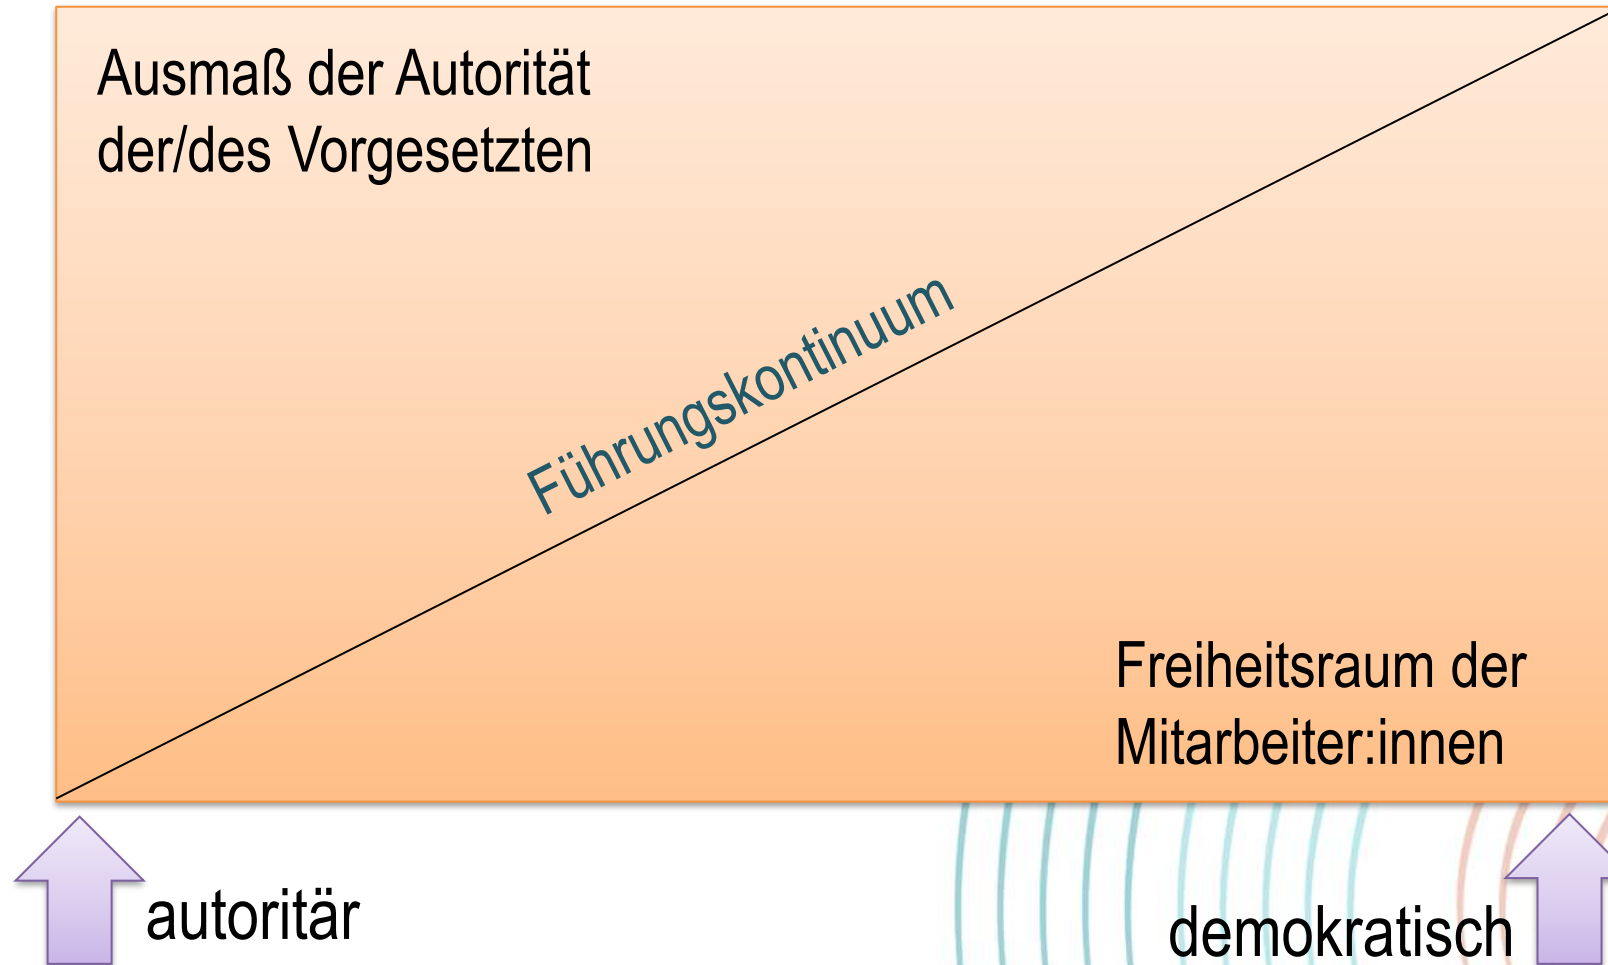 Ausmaß der Autorität
der/des Vorgesetzten
Führungskontinuum
Freiheitsraum der
Mitarbeiter:innen
autoritär
demokratisch